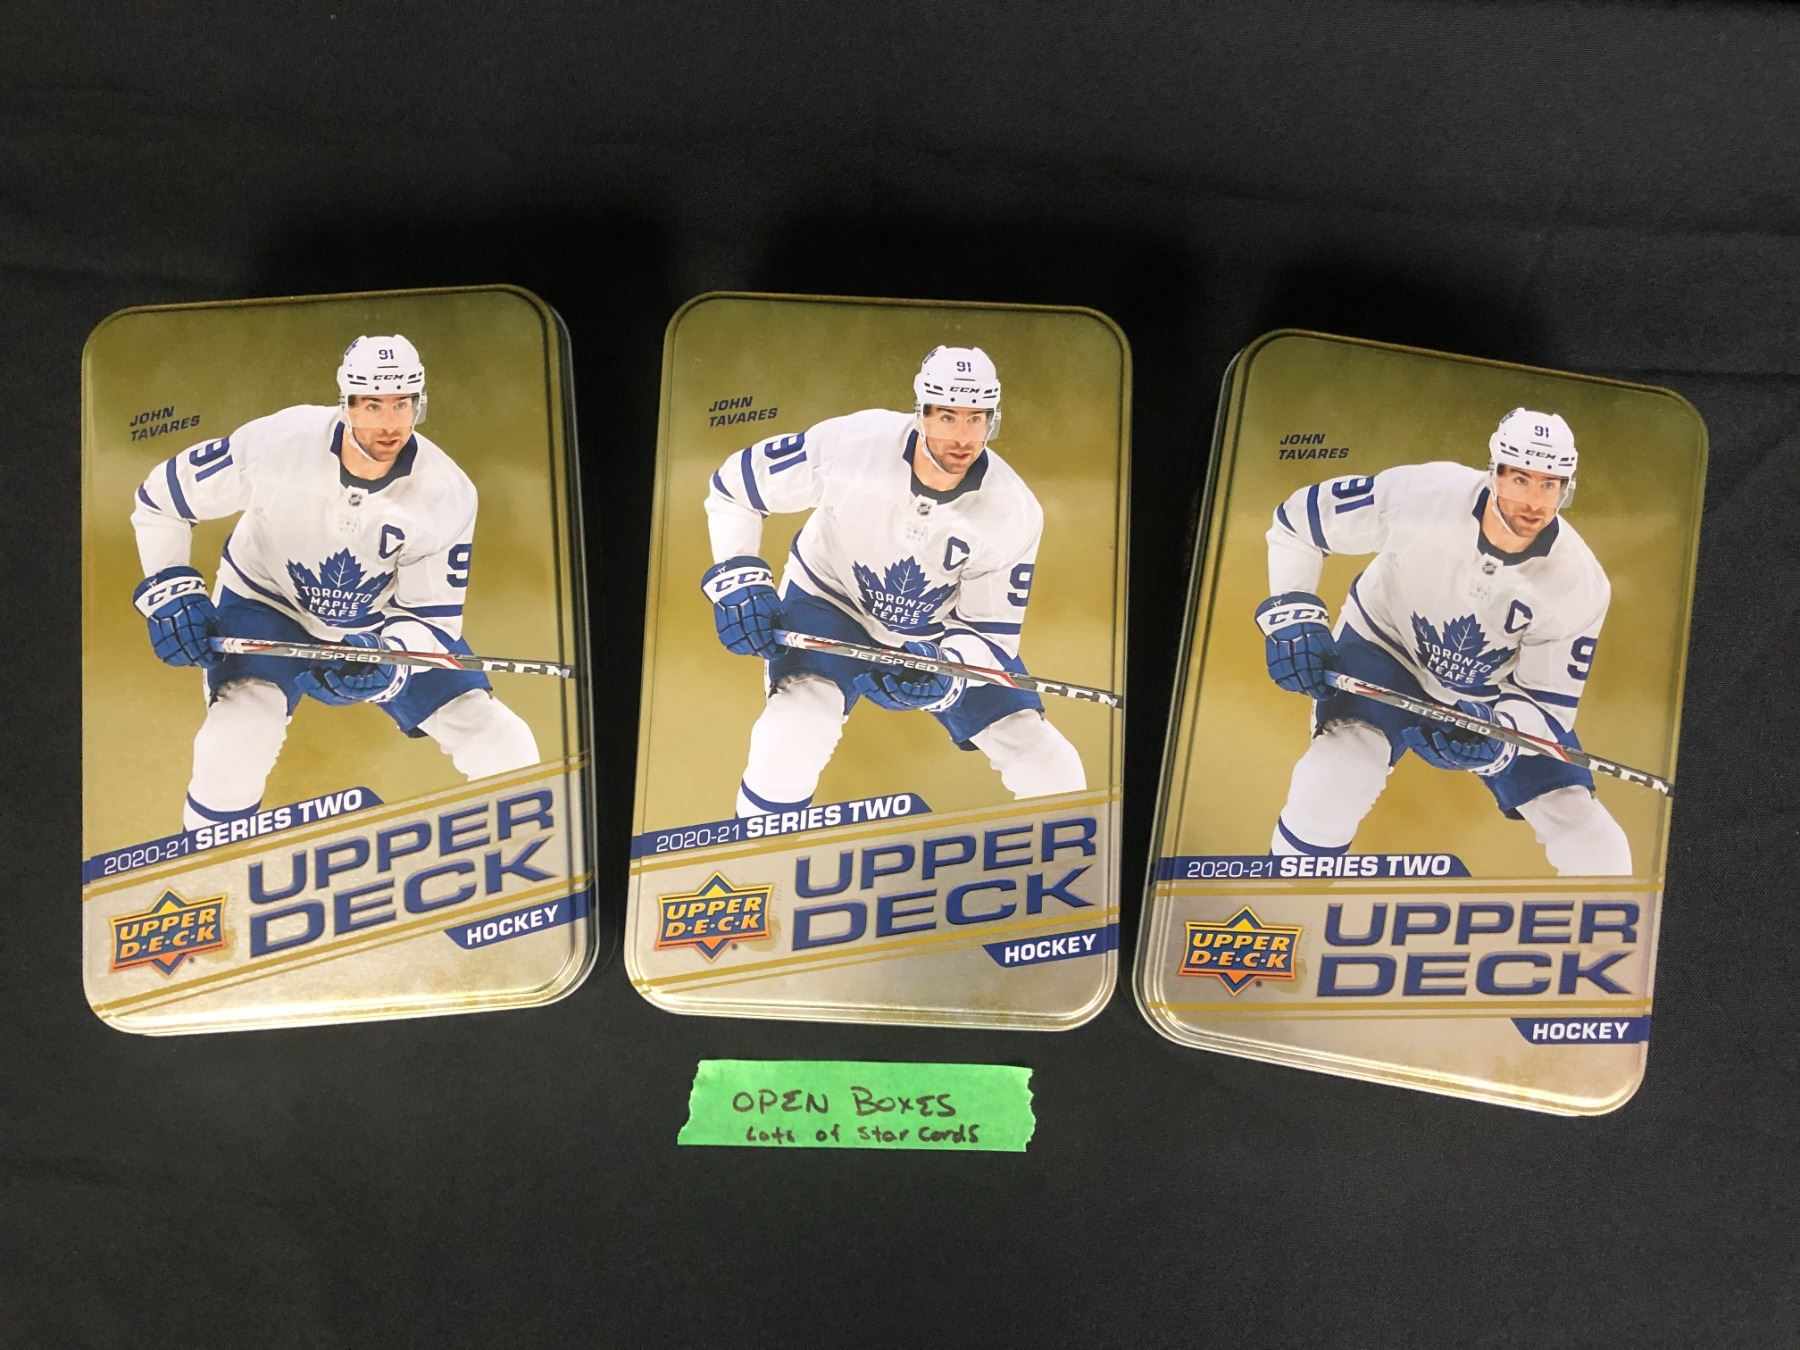 JOHN
TAVARES
91
CCM
91
C
9
TORONTO
MAPLE
LEAFS
CCM
JETSPEED
CCM
2020-21 SERIES TWO
UPPER
DECK
UPPER
D·E·C·K
HOCKEY
JOHN
TAVARES
91
CCM
91
C
9
TORONTO
MAPLE
LEAFS
CCM
JETSPEED
CCM
2020-21 SERIES TWO
UPPER
DECK
UPPER
D·E·C·K
HOCKEY
JOHN
TAVARES
91
CCM
91
C
9
TORONTO
MAPLE
LEAFS
CCM
JETSPEED
CCM
2020-21 SERIES TWO
UPPER
DECK
UPPER
D·E·C·K
HOCKEY
OPEN BOXES
Lots of Star Cards